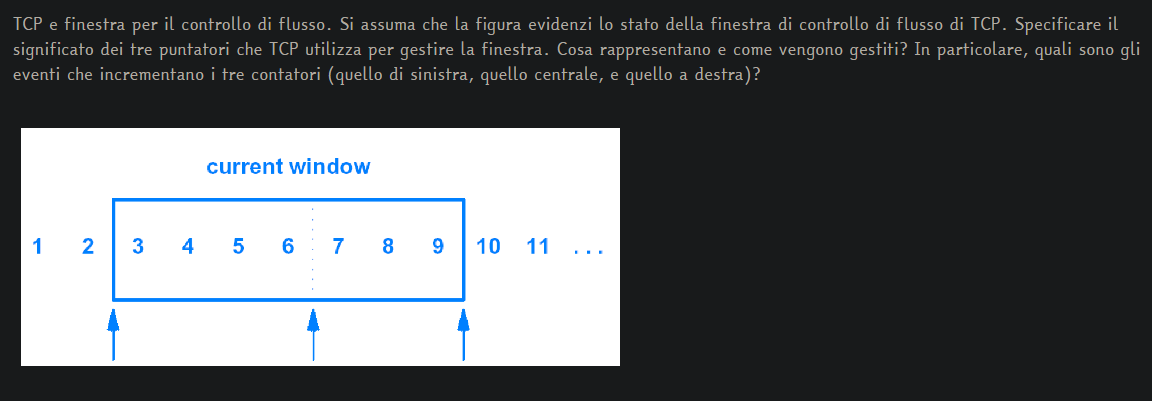 TCP e finestra per il controllo di flusso. Si assuma che la figura evidenzi lo stato della finestra di controllo di flusso di TCP. Specificare il
significato dei tre puntatori che TCP utilizza per gestire la finestra. Cosa rappresentano e come vengono gestiti? In particolare, quali sono gli
eventi che incrementano i tre contatori (quello di sinistra, quello centrale, e quello a destra)?
current window
1 2 3 4 5 6 7 8 9 10 11 ...